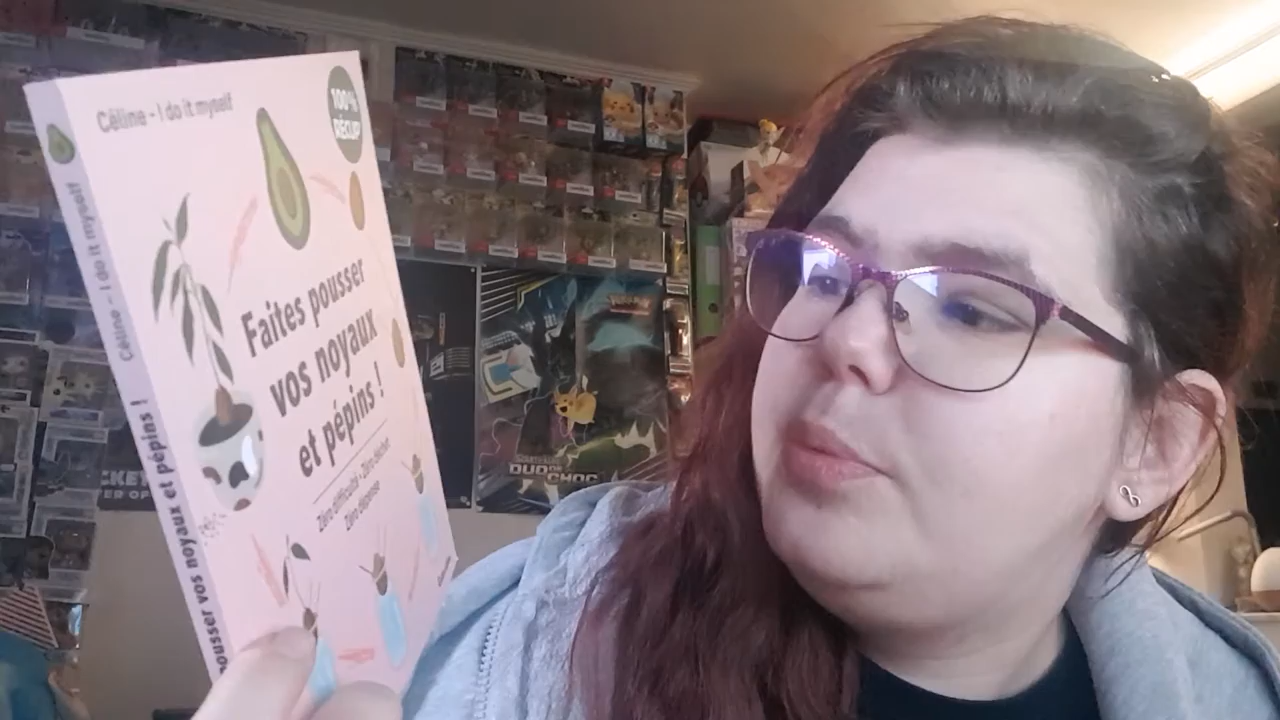 Céline - I do it myself
100%
RÉCUP
Faites pousser
vos noyaux
et pépins !
Zéro difficulté • Zéro déchet
Zéro dépense
Céline - I do it myself
pousser vos noyaux et pépins !
DUO DE
CHOC